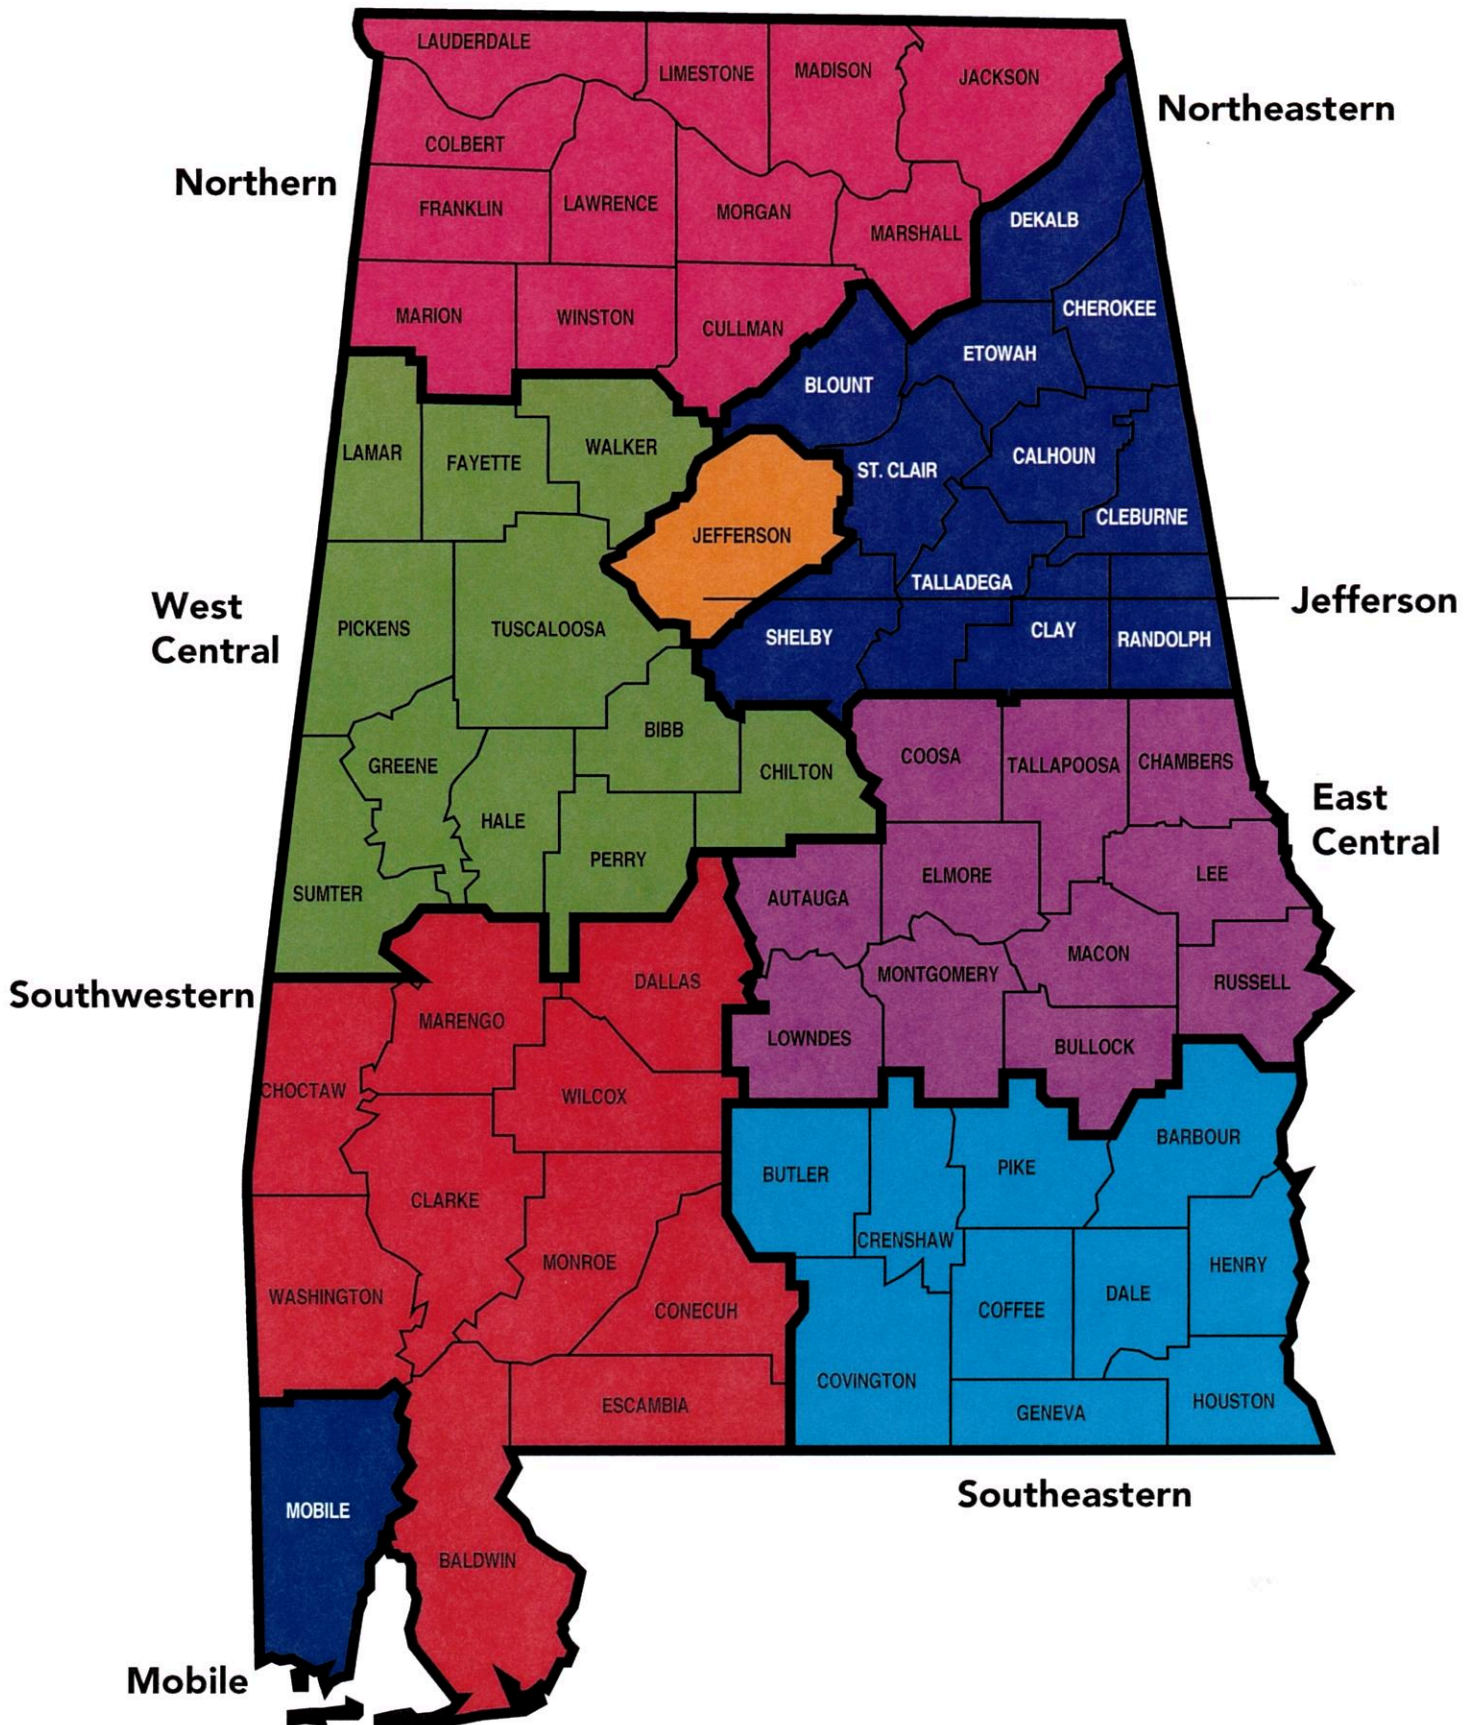 LAUDERDALE
LIMESTONE
MADISON
JACKSON
Northeastern
COLBERT
Northern
FRANKLIN
LAWRENCE
MORGAN
MARSHALL
DEKALB
MARION
WINSTON
CULLMAN
CHEROKEE
ETOWAH
BLOUNT
LAMAR
FAYETTE
WALKER
ST. CLAIR
CALHOUN
CLEBURNE
JEFFERSON
TALLADEGA
Jefferson
West
Central
PICKENS
TUSCALOOSA
SHELBY
CLAY
RANDOLPH
BIBB
GREENE
CHILTON
COOSA
TALLAPOOSA
CHAMBERS
East
Central
HALE
PERRY
SUMTER
AUTAUGA
ELMORE
LEE
MACON
MONTGOMERY
RUSSELL
DALLAS
Southwestern
MARENGO
LOWNDES
BULLOCK
CHOCTAW
WILCOX
BARBOUR
BUTLER
PIKE
CLARKE
CRENSHAW
MONROE
HENRY
WASHINGTON
CONECUH
COFFEE
DALE
COVINGTON
ESCAMBIA
GENEVA
HOUSTON
Southeastern
MOBILE
BALDWIN
Mobile